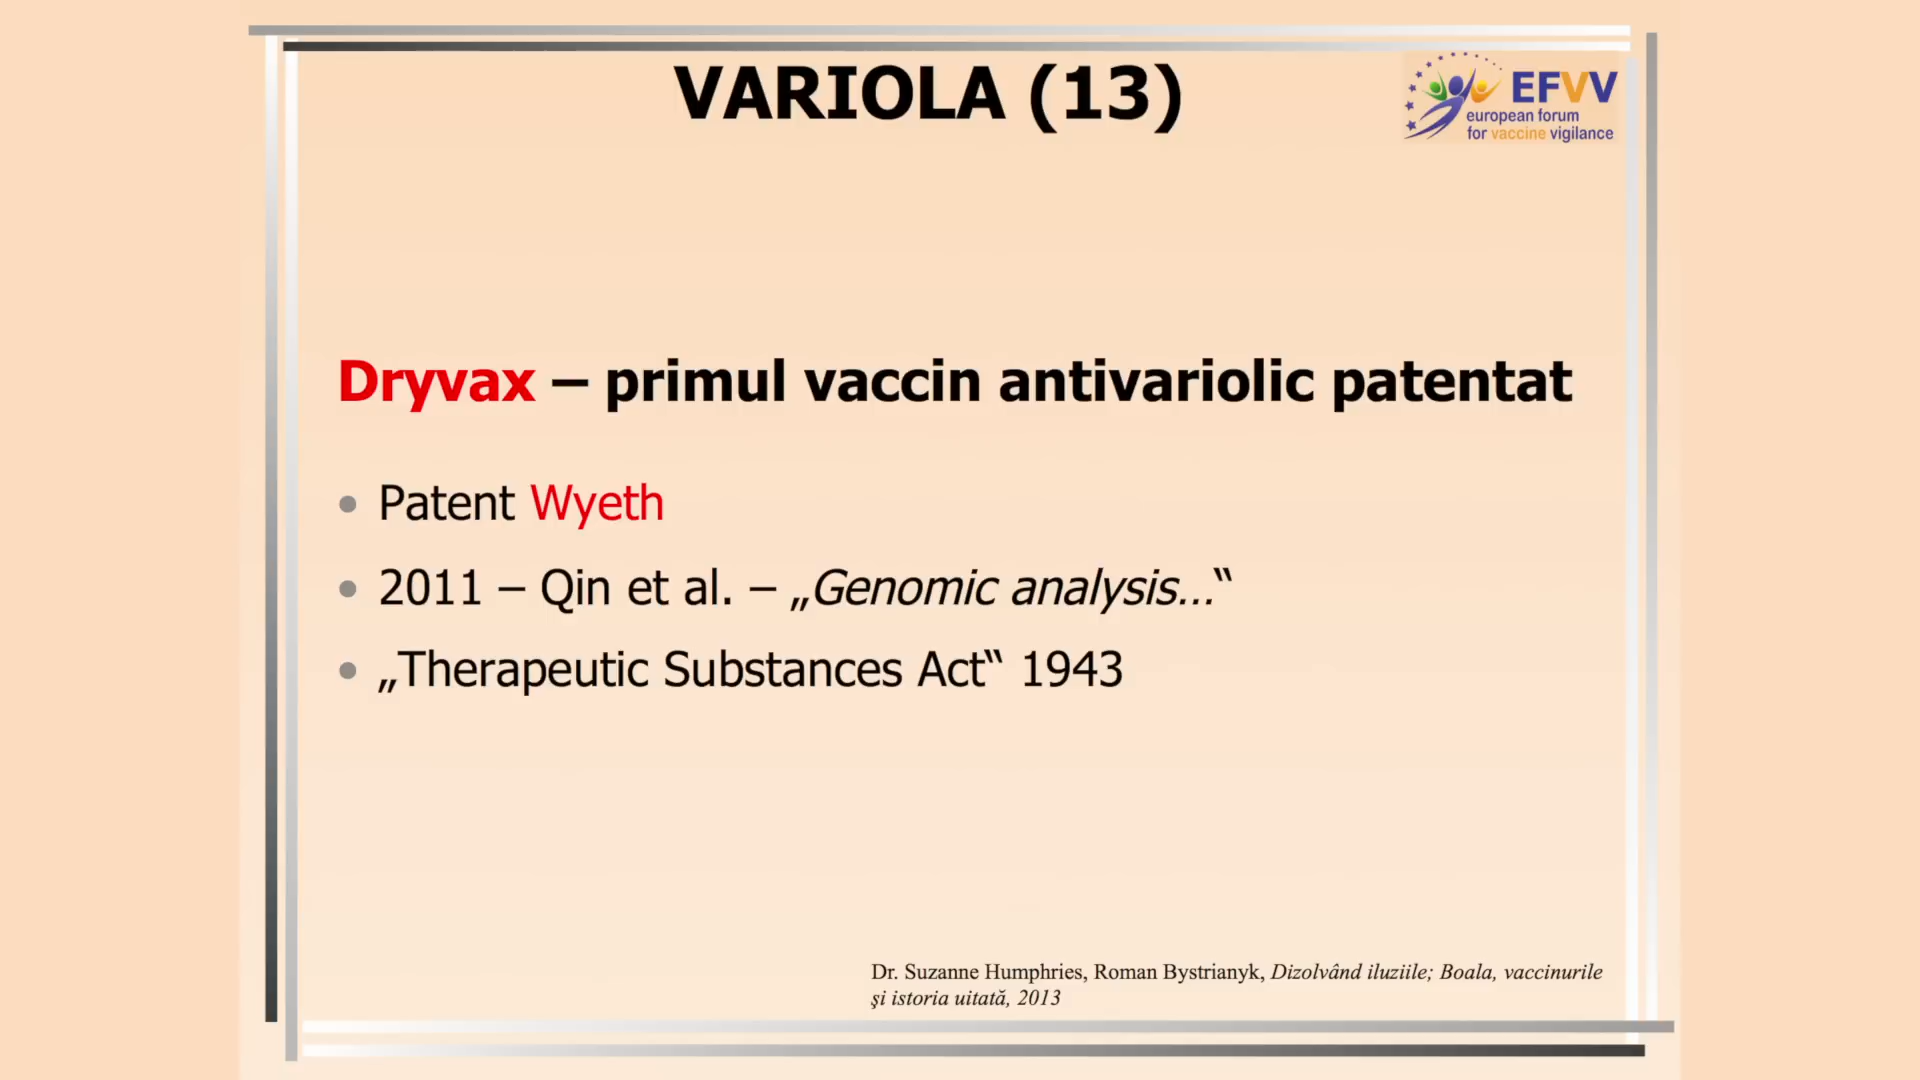 VARIOLA (13)
EFVV
european forum
for vaccine vigilance
Dryvax – primul vaccin antivariolic patentat
• Patent Wyeth
• 2011 – Qin et al. – „Genomic analysis...“
• „Therapeutic Substances Act“ 1943
Dr. Suzanne Humphries, Roman Bystrianyk, Dizolvând iluziile; Boala, vaccinurile
şi istoria uitată, 2013